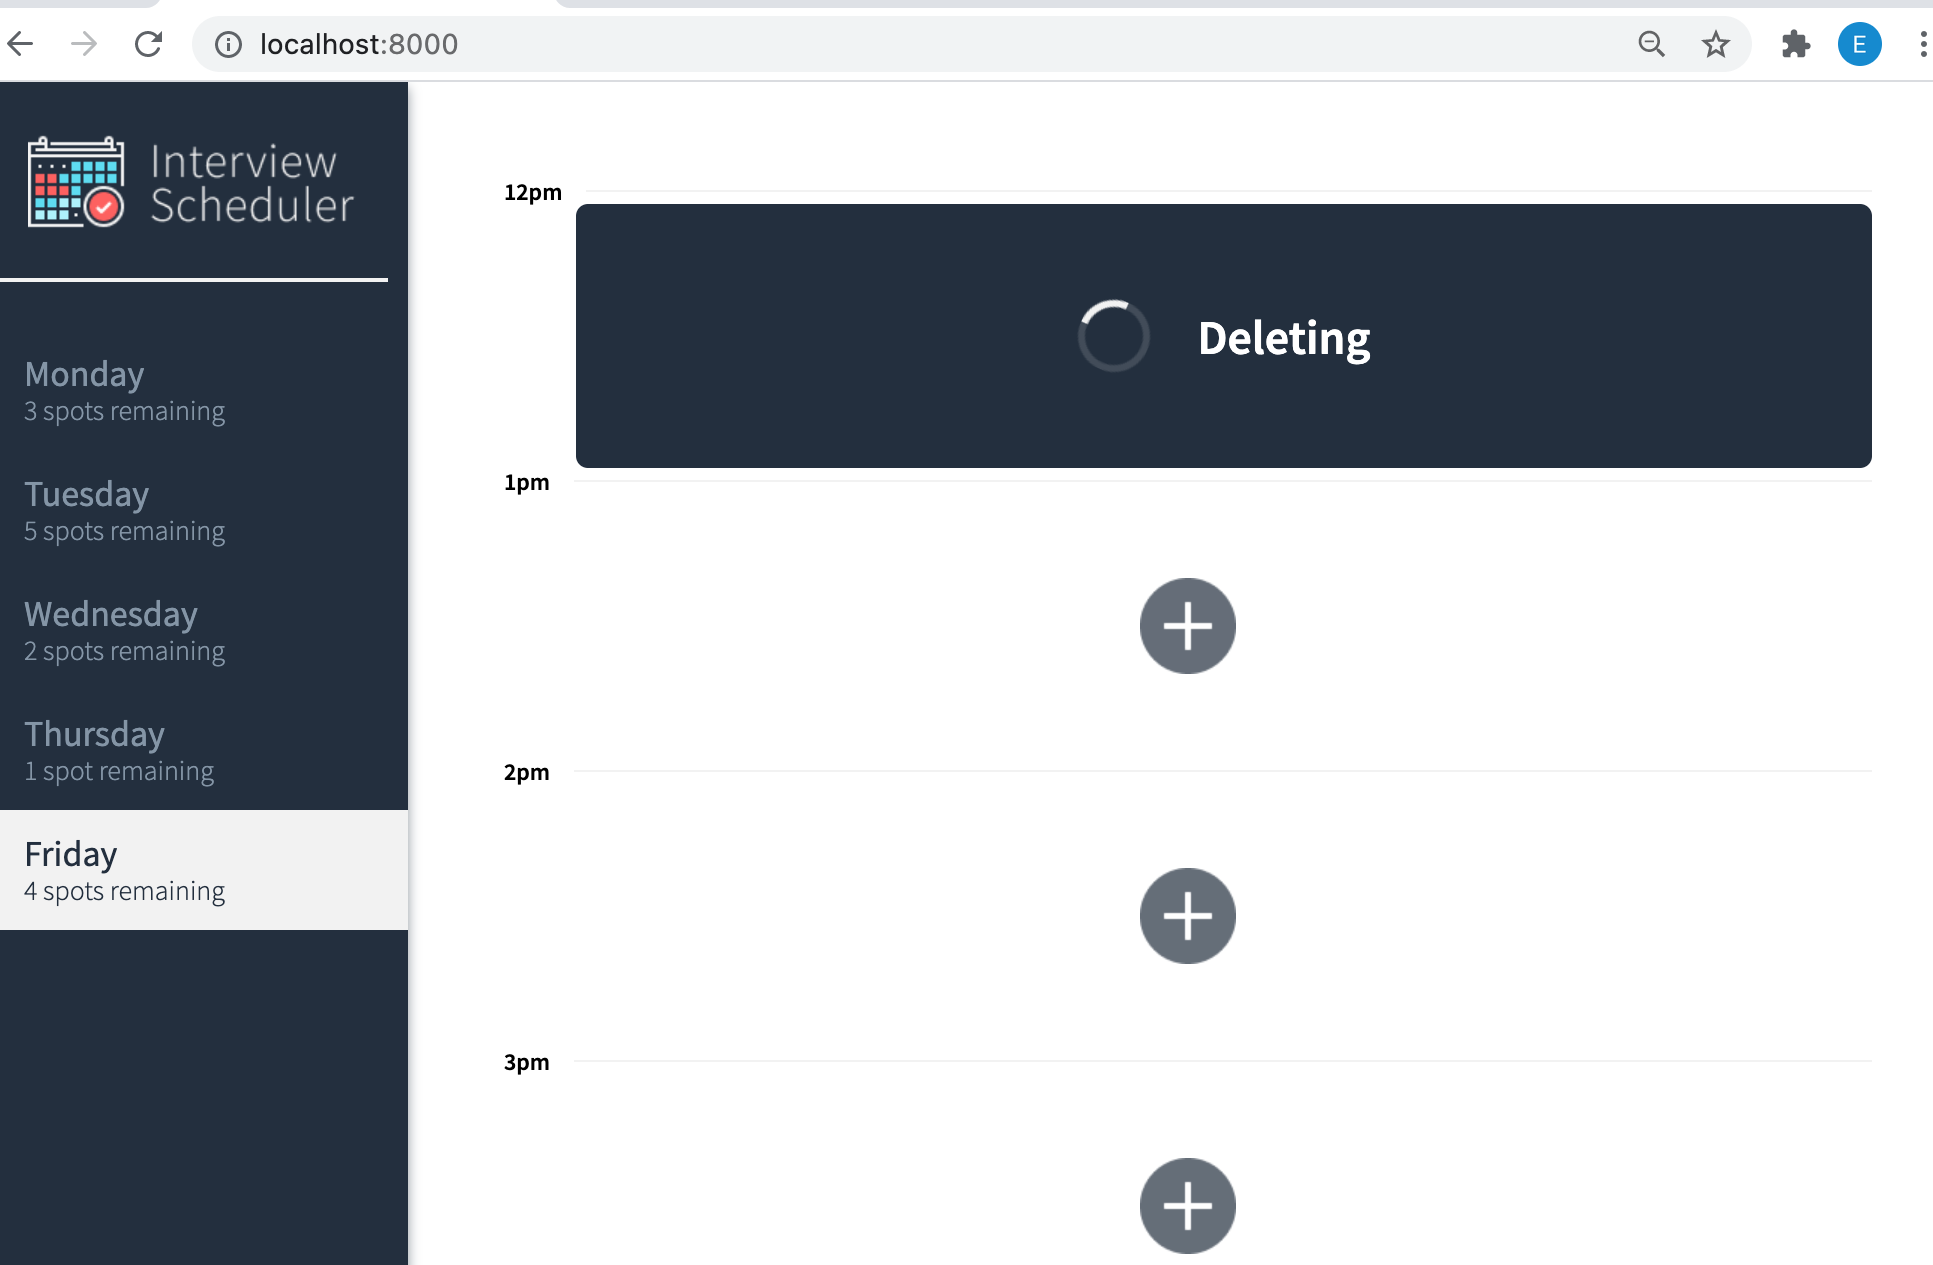 localhost:8000
E
Interview
Scheduler
Monday
3 spots remaining
Tuesday
5 spots remaining
Wednesday
2 spots remaining
Thursday
1 spot remaining
Friday
4 spots remaining
12pm
Deleting
1pm
2pm
3pm